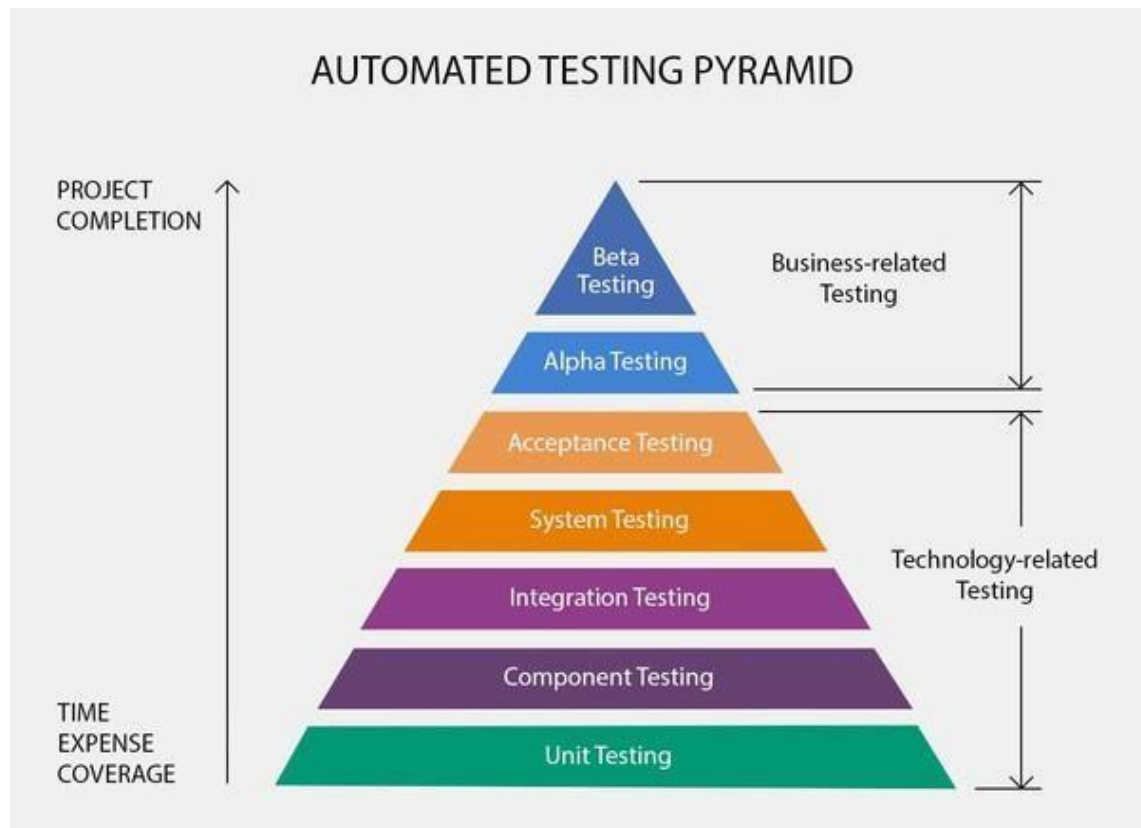 AUTOMATED TESTING PYRAMID
PROJECT
COMPLETION
Beta
Testing
Business-related
Testing
Alpha Testing
Acceptance Testing
System Testing
Technology-related
Testing
Integration Testing
Component Testing
TIME
EXPENSE
COVERAGE
Unit Testing